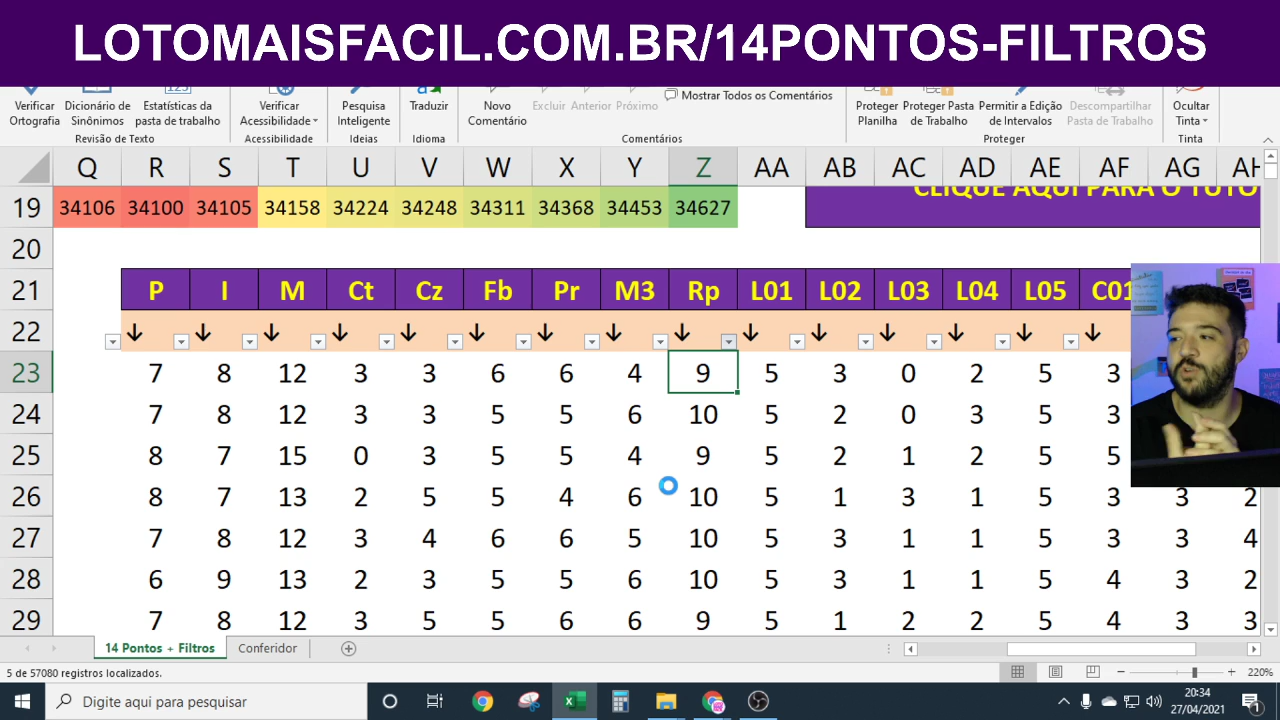 LOTOMAISFACIL.COM.BR/14PONTOS-FILTROS
Verificar Ortografia
Dicionário de Sinônimos
Estatísticas da pasta de trabalho
Revisão de Texto
Verificar Acessibilidade
Acessibilidade
Pesquisa Inteligente
Ideias
Traduzir
Idioma
Novo Comentário
Excluir
Anterior
Próximo
Mostrar Todos os Comentários
Comentários
Proteger Planilha
Proteger Pasta de Trabalho
Permitir a Edição de Intervalos
Descompartilhar Pasta de Trabalho
Proteger
Ocultar Tinta
Tinta
Q R S T U V W X Y Z AA AB AC AD AE AF AG AH
19 34106 34100 34105 34158 34224 34248 34311 34368 34453 34627 CLIQUE AQUI PARA O TUTO
20
21 P I M Ct Cz Fb Pr M3 Rp L01 L02 L03 L04 L05 C01
22 ↓ ↓ ↓ ↓ ↓ ↓ ↓ ↓ ↓ ↓ ↓ ↓ ↓ ↓ ↓
23 7 8 12 3 3 6 6 4 9 5 3 0 2 5 3
24 7 8 12 3 3 5 5 6 10 5 2 0 3 5 3
25 8 7 15 0 3 5 5 4 9 5 2 1 2 5 5
26 8 7 13 2 5 5 4 6 10 5 1 3 1 5 3 3 2
27 7 8 12 3 4 6 6 5 10 5 3 1 1 5 3 3 4
28 6 9 13 2 3 5 5 6 10 5 3 1 1 5 4 3 2
29 7 8 12 3 5 5 6 6 9 5 1 2 2 5 4 3 3
14 Pontos + Filtros
Conferidor
5 de 57080 registros localizados.
220%
Digite aqui para pesquisar
20:34
27/04/2021
1